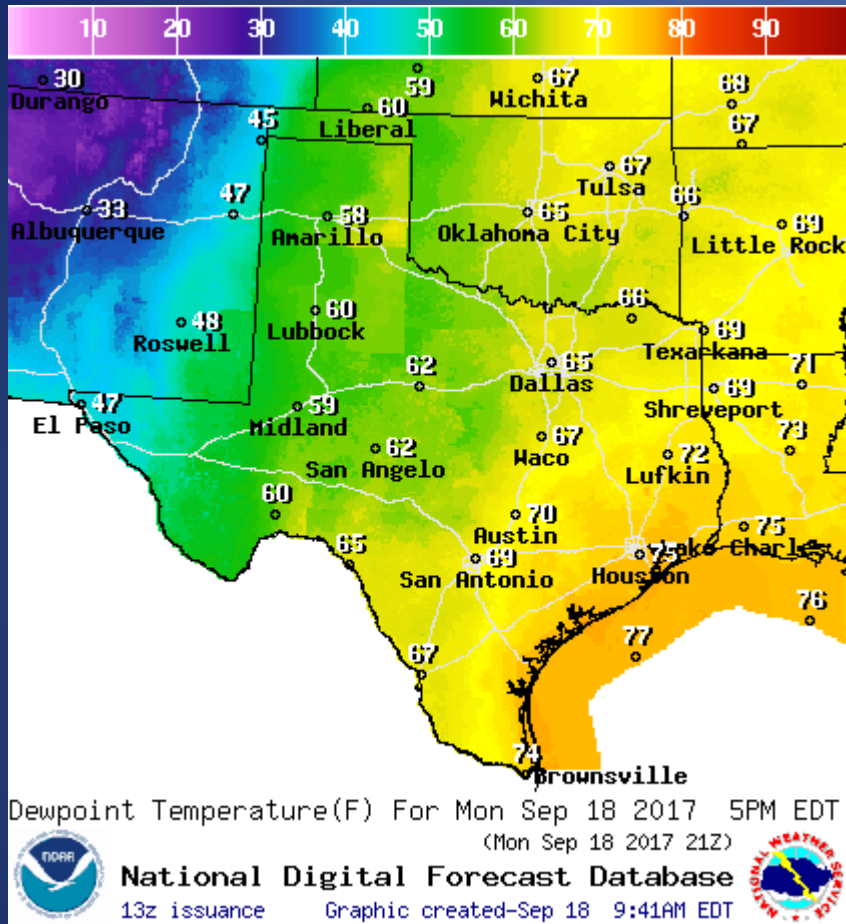 10 20 30 40 50 60 70 80 90
30
Durango
59
67
Wichita
68
60
Liberal
45
67
67
Tulsa
47
33
Albuquerque
58
Amarillo
65
Oklahoma City
66
69
Little Rock
48
Roswell
60
Lubbock
66
69
Texarkana
62
65
Dallas
71
69
Shreveport
47
El Paso
59
Midland
67
Waco
73
62
San Angelo
72
Lufkin
60
70
Austin
75
Lake Charles
65
69
San Antonio
75
Houston
76
77
67
74
Brownsville
Dewpoint Temperature(F) For Mon Sep 18 2017 5PM EDT
(Mon Sep 18 2017 21Z)
NOAA
National Digital Forecast Database
13z issuance Graphic created-Sep 18 9:41AM EDT
NATIONAL WEATHER SERVICE